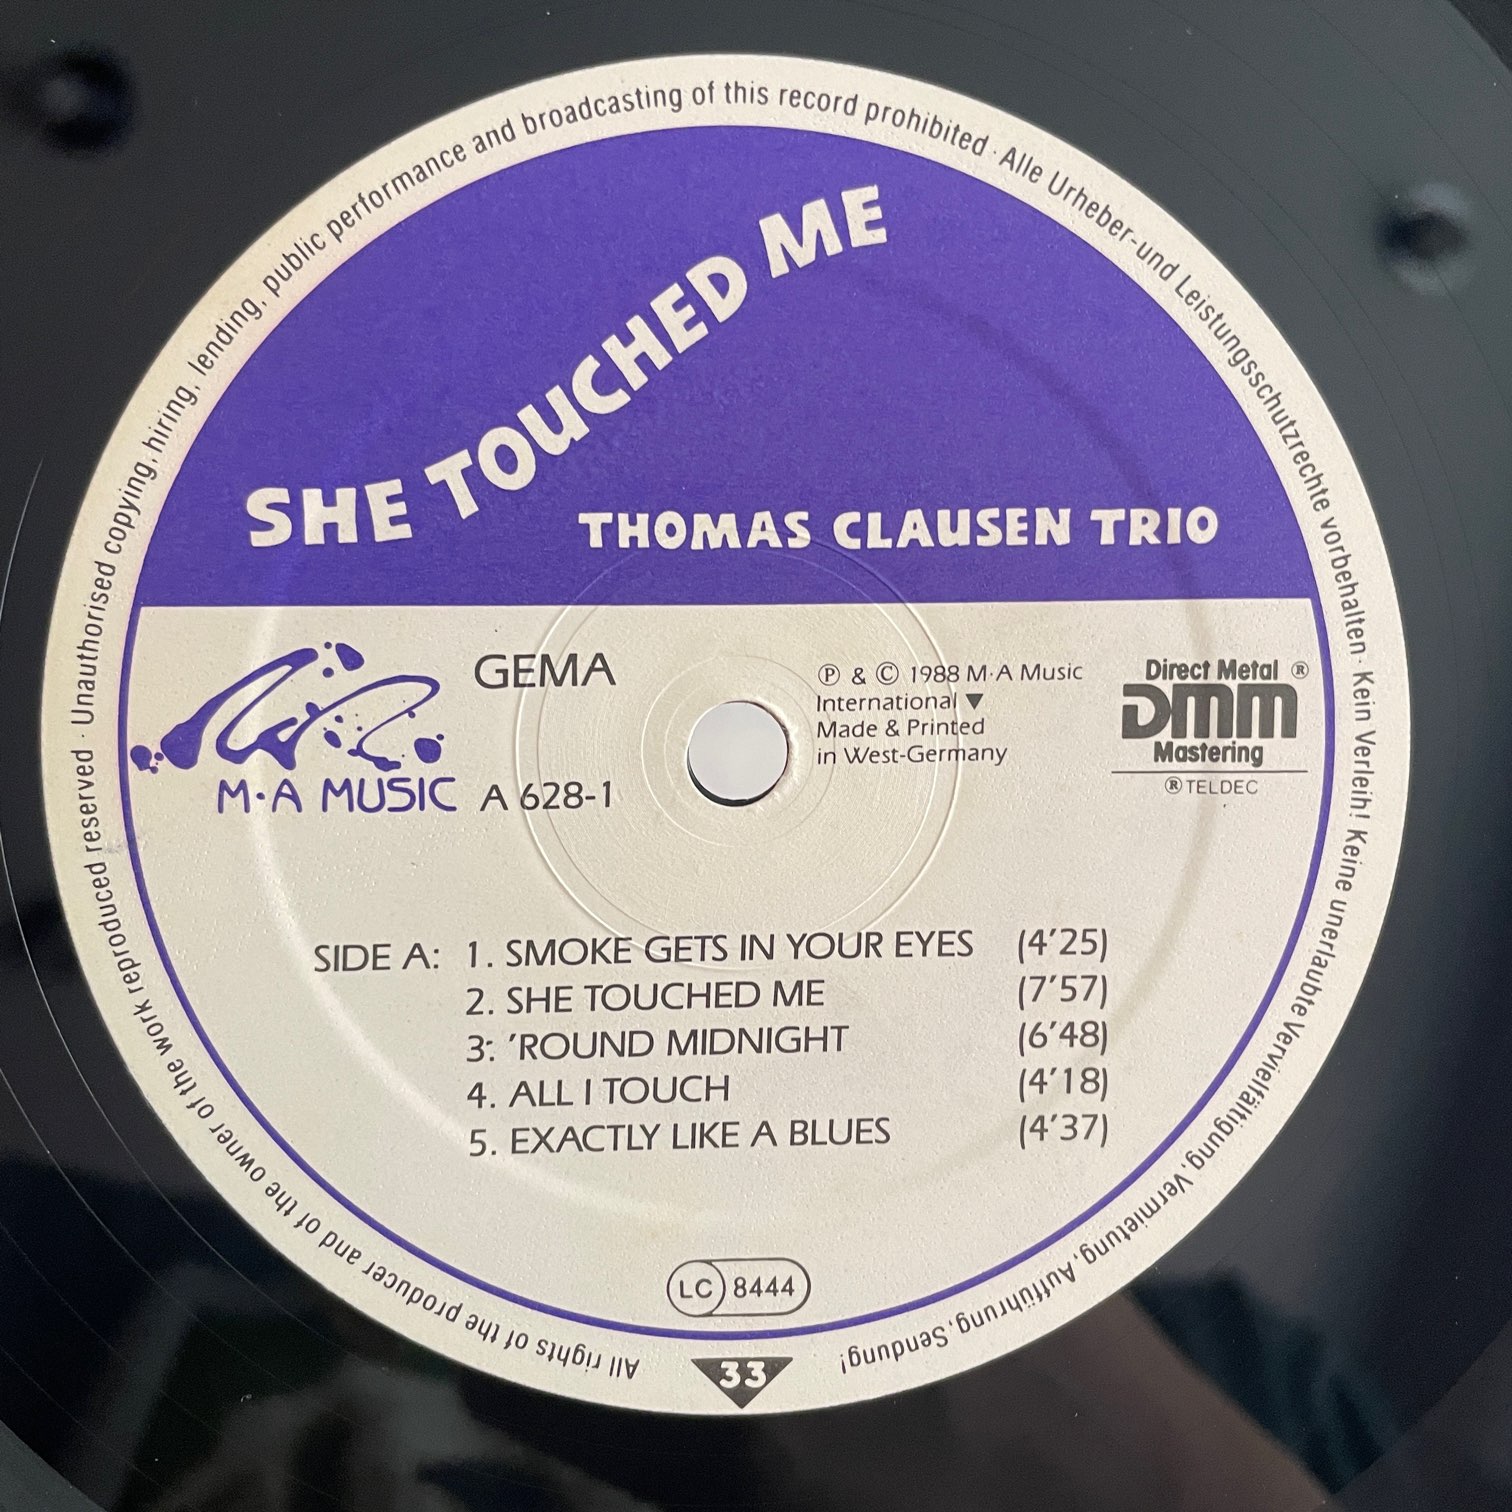 All rights of the producer and of the owner of the work reproduced reserved · Unauthorised copying, hiring, lending, public performance and broadcasting of this record prohibited · Alle Urheber- und Leistungsschutzrechte vorbehalten · Kein Verleih! Keine unerlaubte Vervielfältigung, Vermietung, Aufführung, Sendung!
SHE TOUCHED ME
THOMAS CLAUSEN TRIO
M·A MUSIC
GEMA
A 628-1
Ⓟ & © 1988 M·A Music
International ▼
Made & Printed
in West-Germany
Direct Metal ®
DMM
Mastering
® TELDEC
SIDE A: 1. SMOKE GETS IN YOUR EYES (4'25)
2. SHE TOUCHED ME (7'57)
3: 'ROUND MIDNIGHT (6'48)
4. ALL I TOUCH (4'18)
5. EXACTLY LIKE A BLUES (4'37)
LC 8444
33